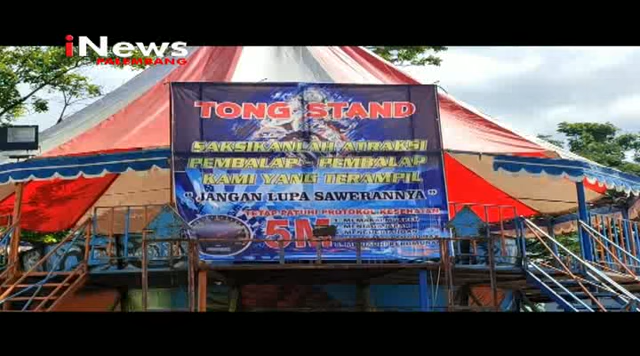 iNews
PALEMBANG
TONG STAND
SAKSIKANLAH ATRAKSI
PEMBALAP - PEMBALAP
KAMI YANG TERAMPIL
"JANGAN LUPA SAWERANNYA"
TETAP PATUHI PROTOKOL KESEHATAN
5M